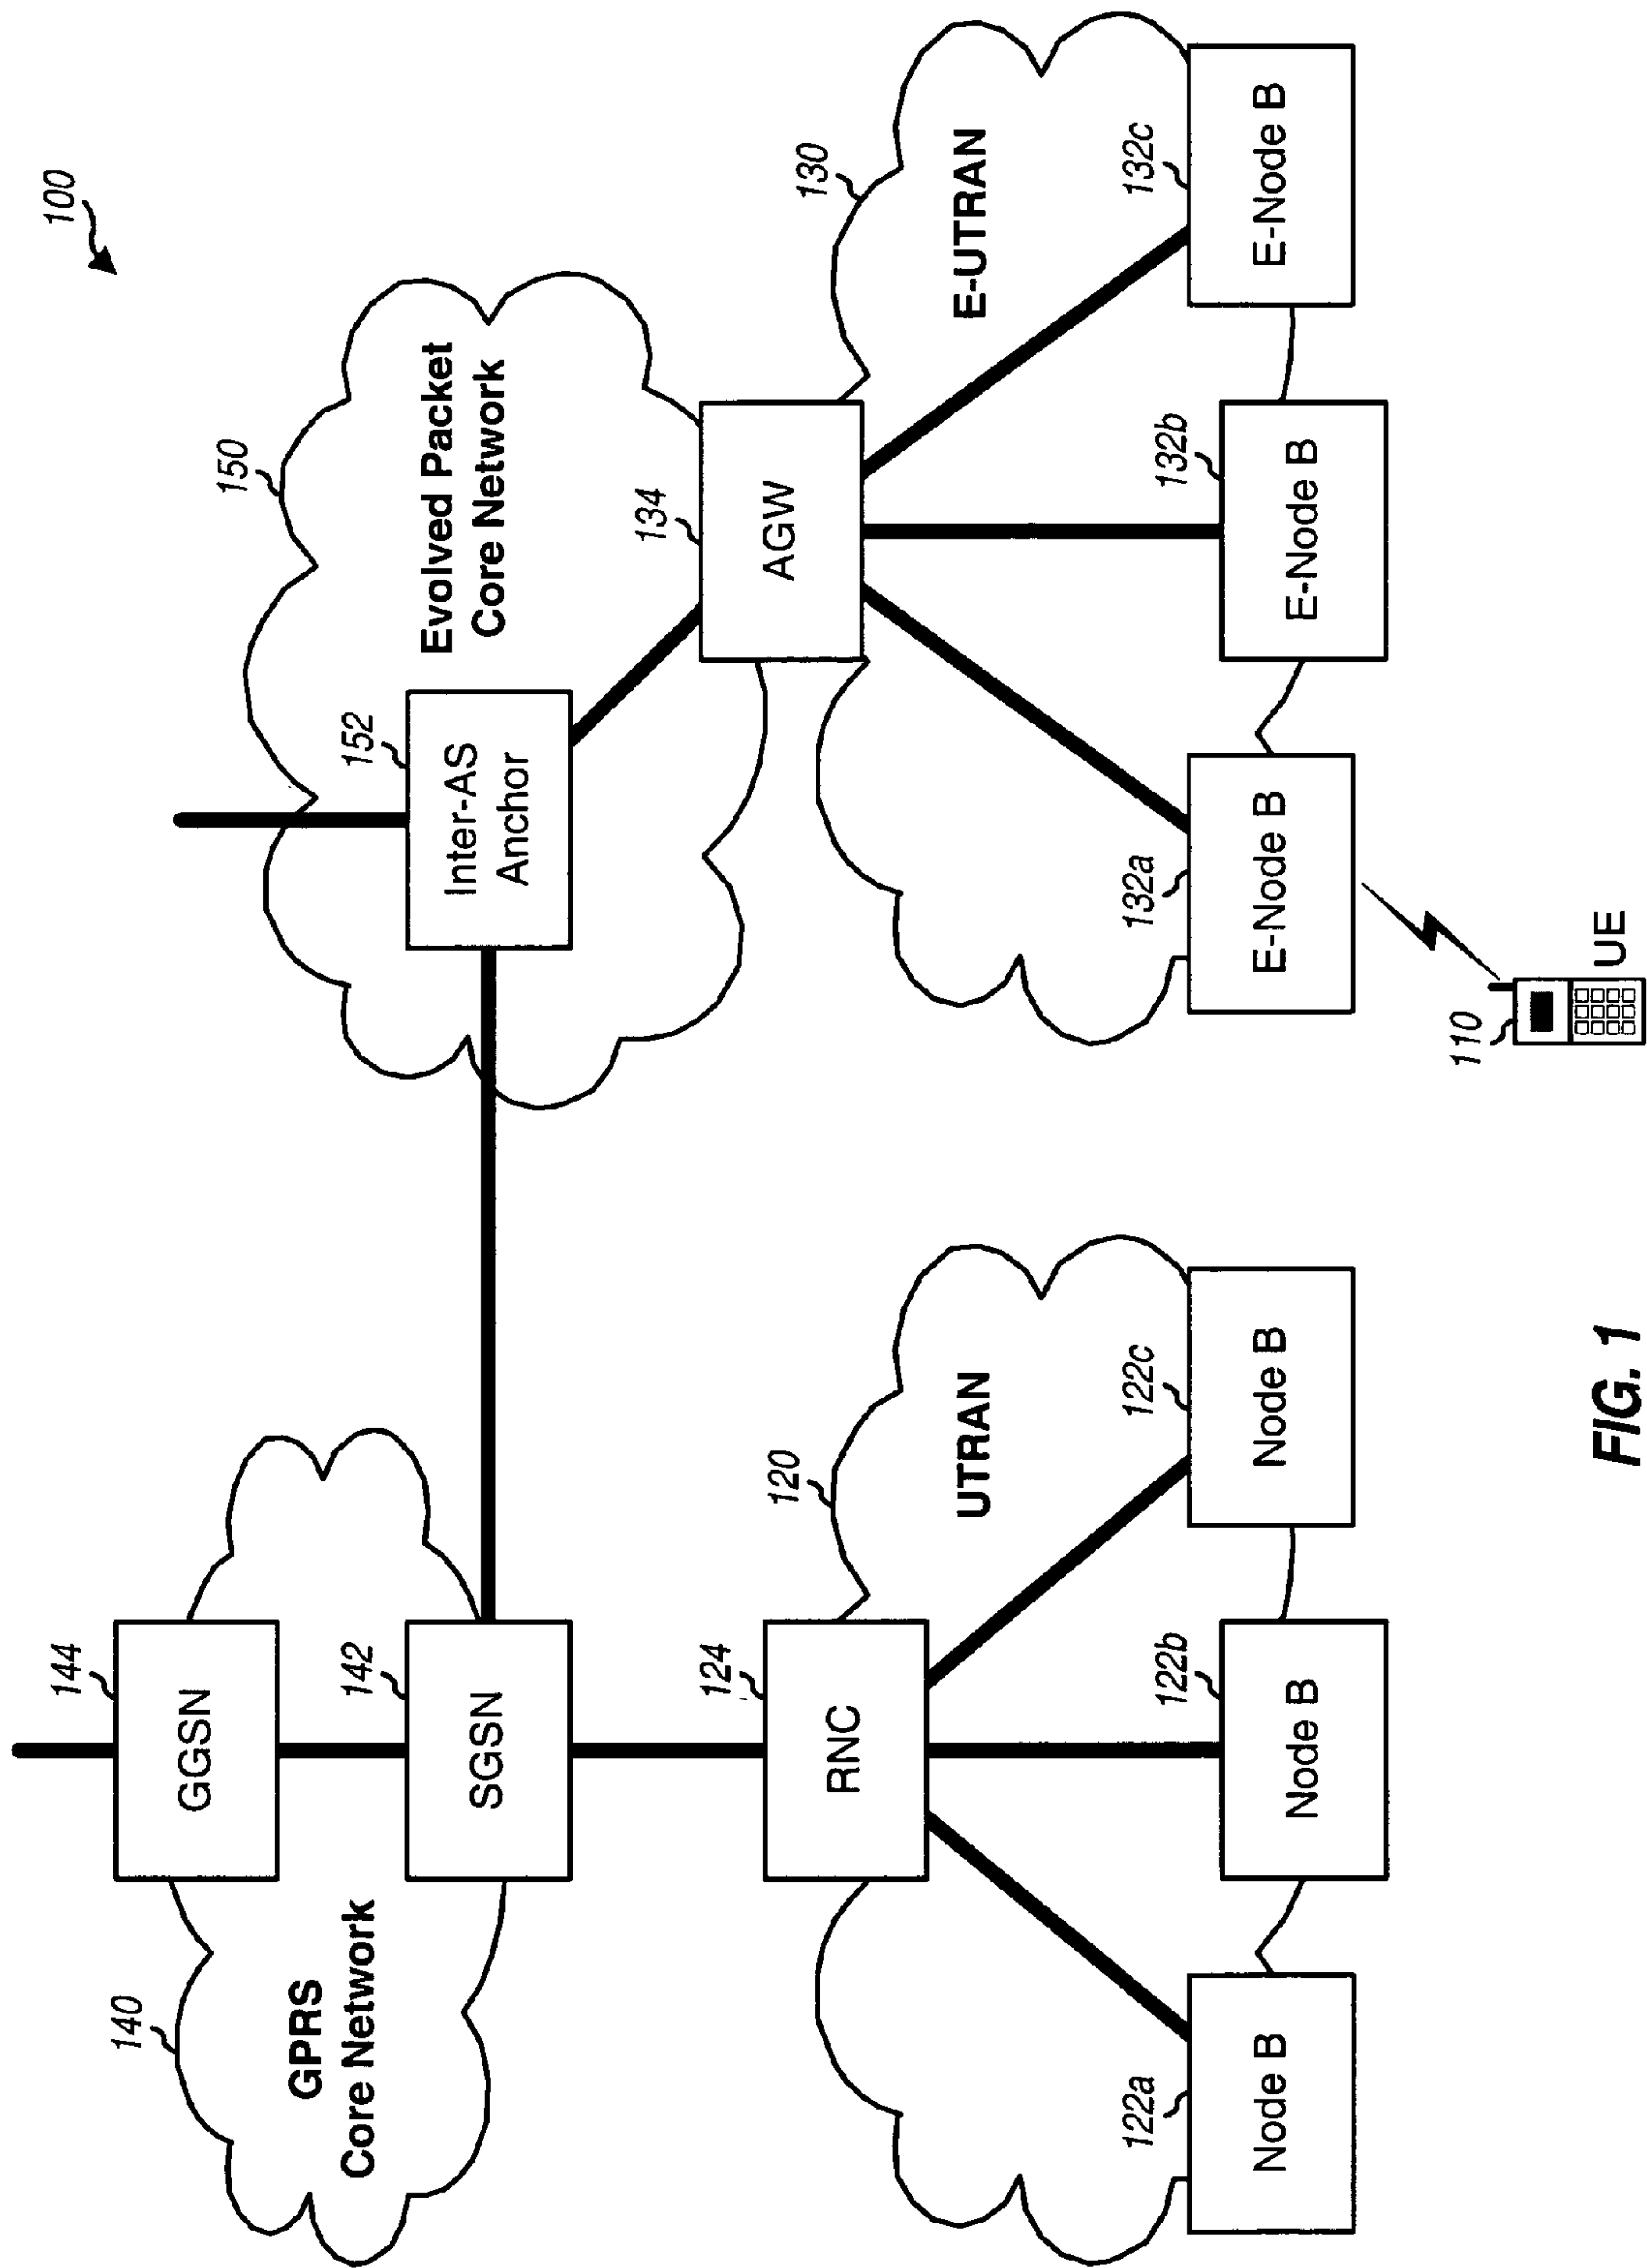 100
144
GGSN
140
GPRS
Core Network
142
SGSN
150
Evolved Packet
Core Network
152
Inter-AS
Anchor
134
AGW
124
RNC
120
UTRAN
122a
Node B
122b
Node B
122c
Node B
130
E-UTRAN
132a
E-Node B
132b
E-Node B
132c
E-Node B
110
UE
FIG. 1